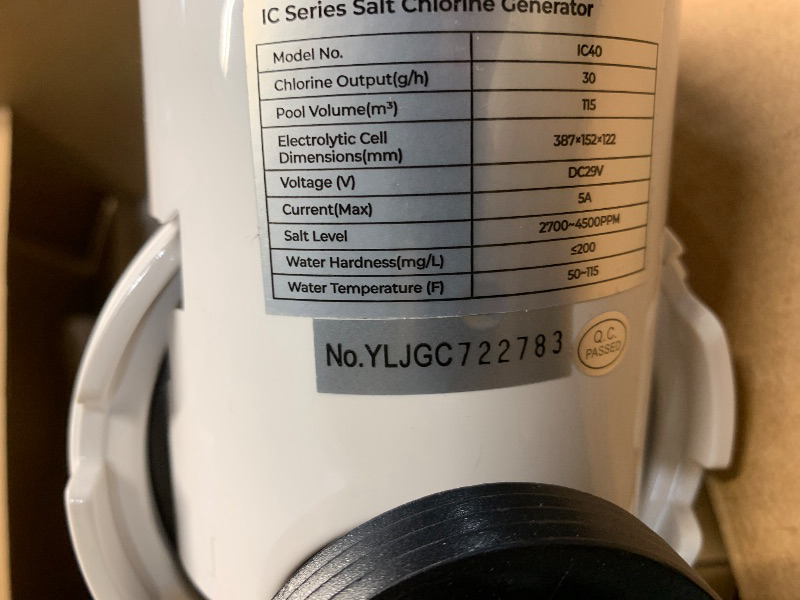 IC Series Salt Chlorine Generator
Model No. IC40
Chlorine Output(g/h) 30
Pool Volume(m³) 115
Electrolytic Cell
Dimensions(mm) 387×152×122
Voltage (V) DC29V
Current(Max) 5A
Salt Level 2700~4500PPM
Water Hardness(mg/L) ≤200
Water Temperature (F) 50~115
No.YLJGC722783
Q.C.
PASSED